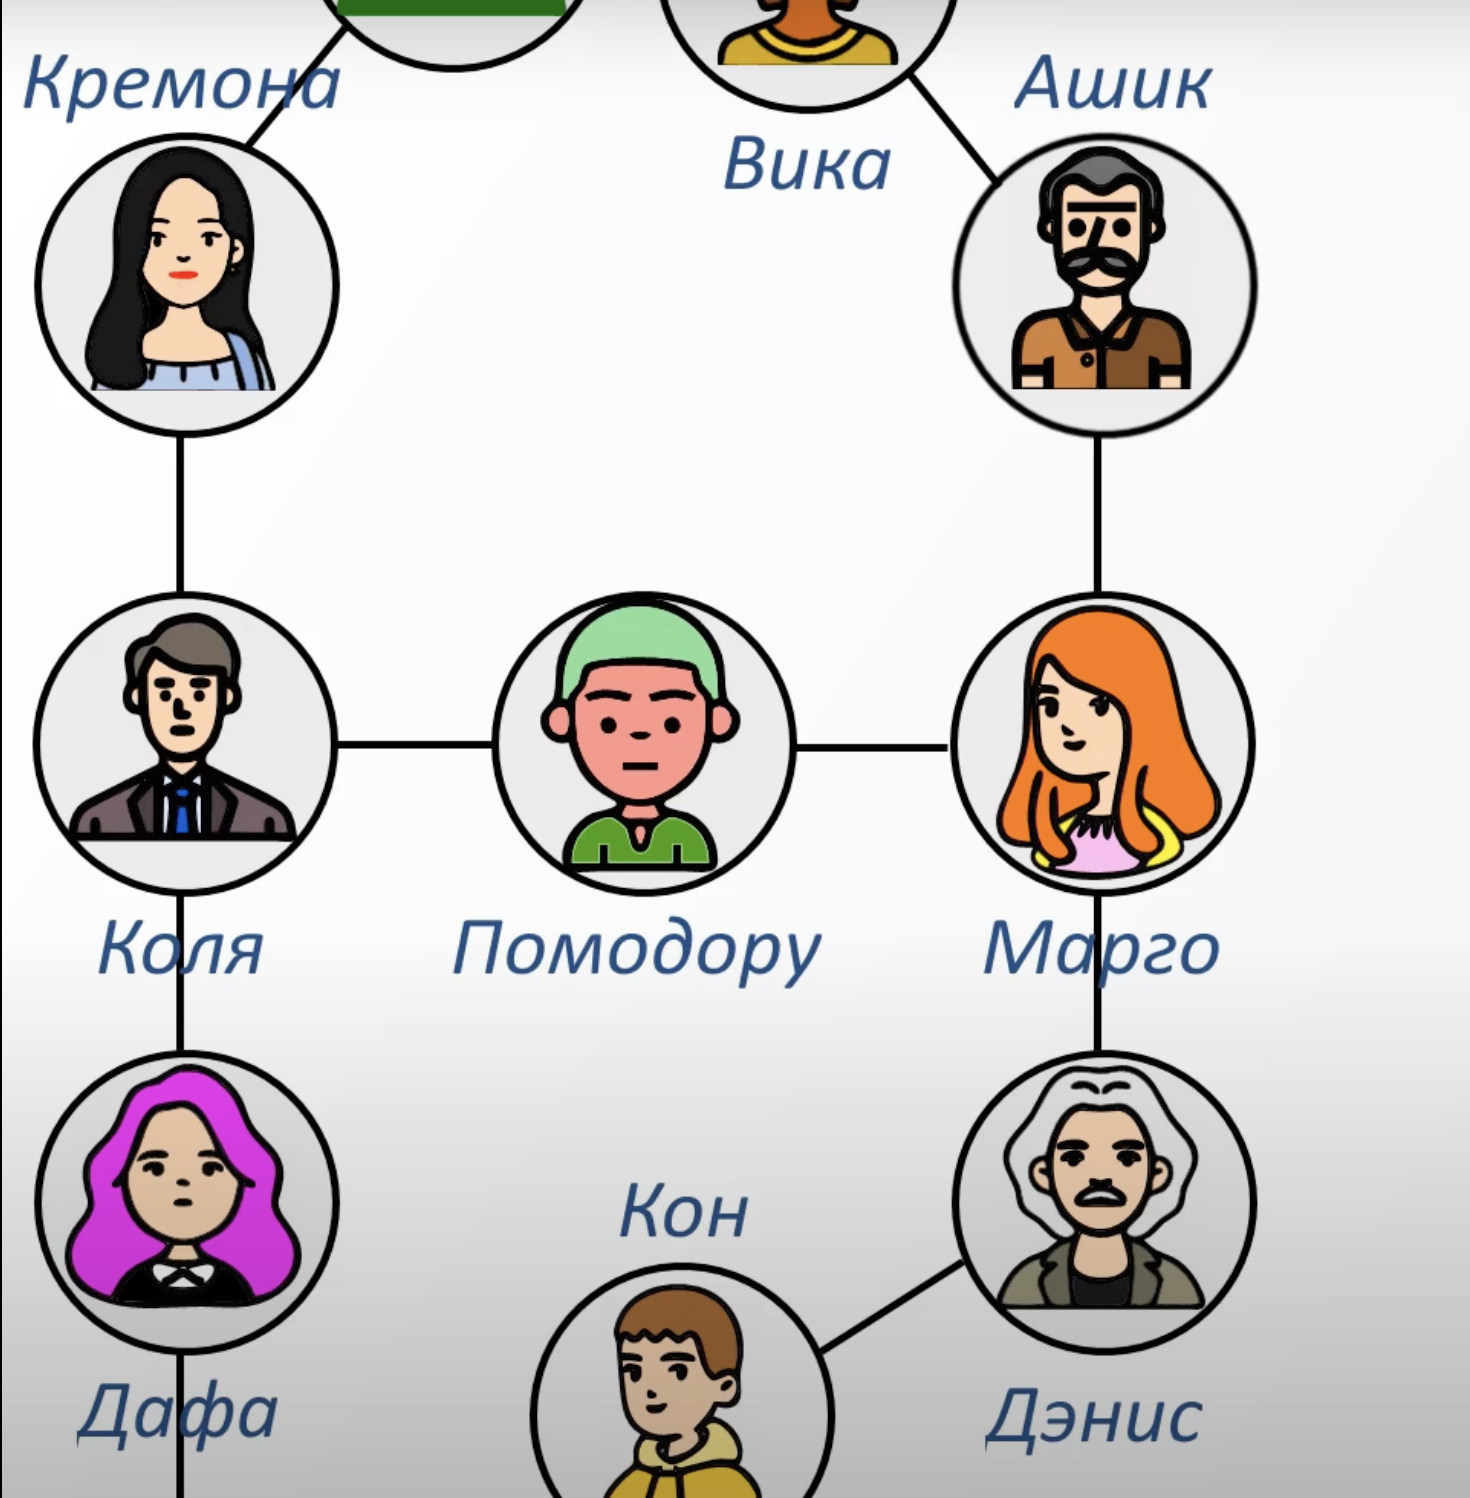 Кремона
Ашик
Вика
Коля
Помодору
Марго
Кон
Дафа
Дэнис